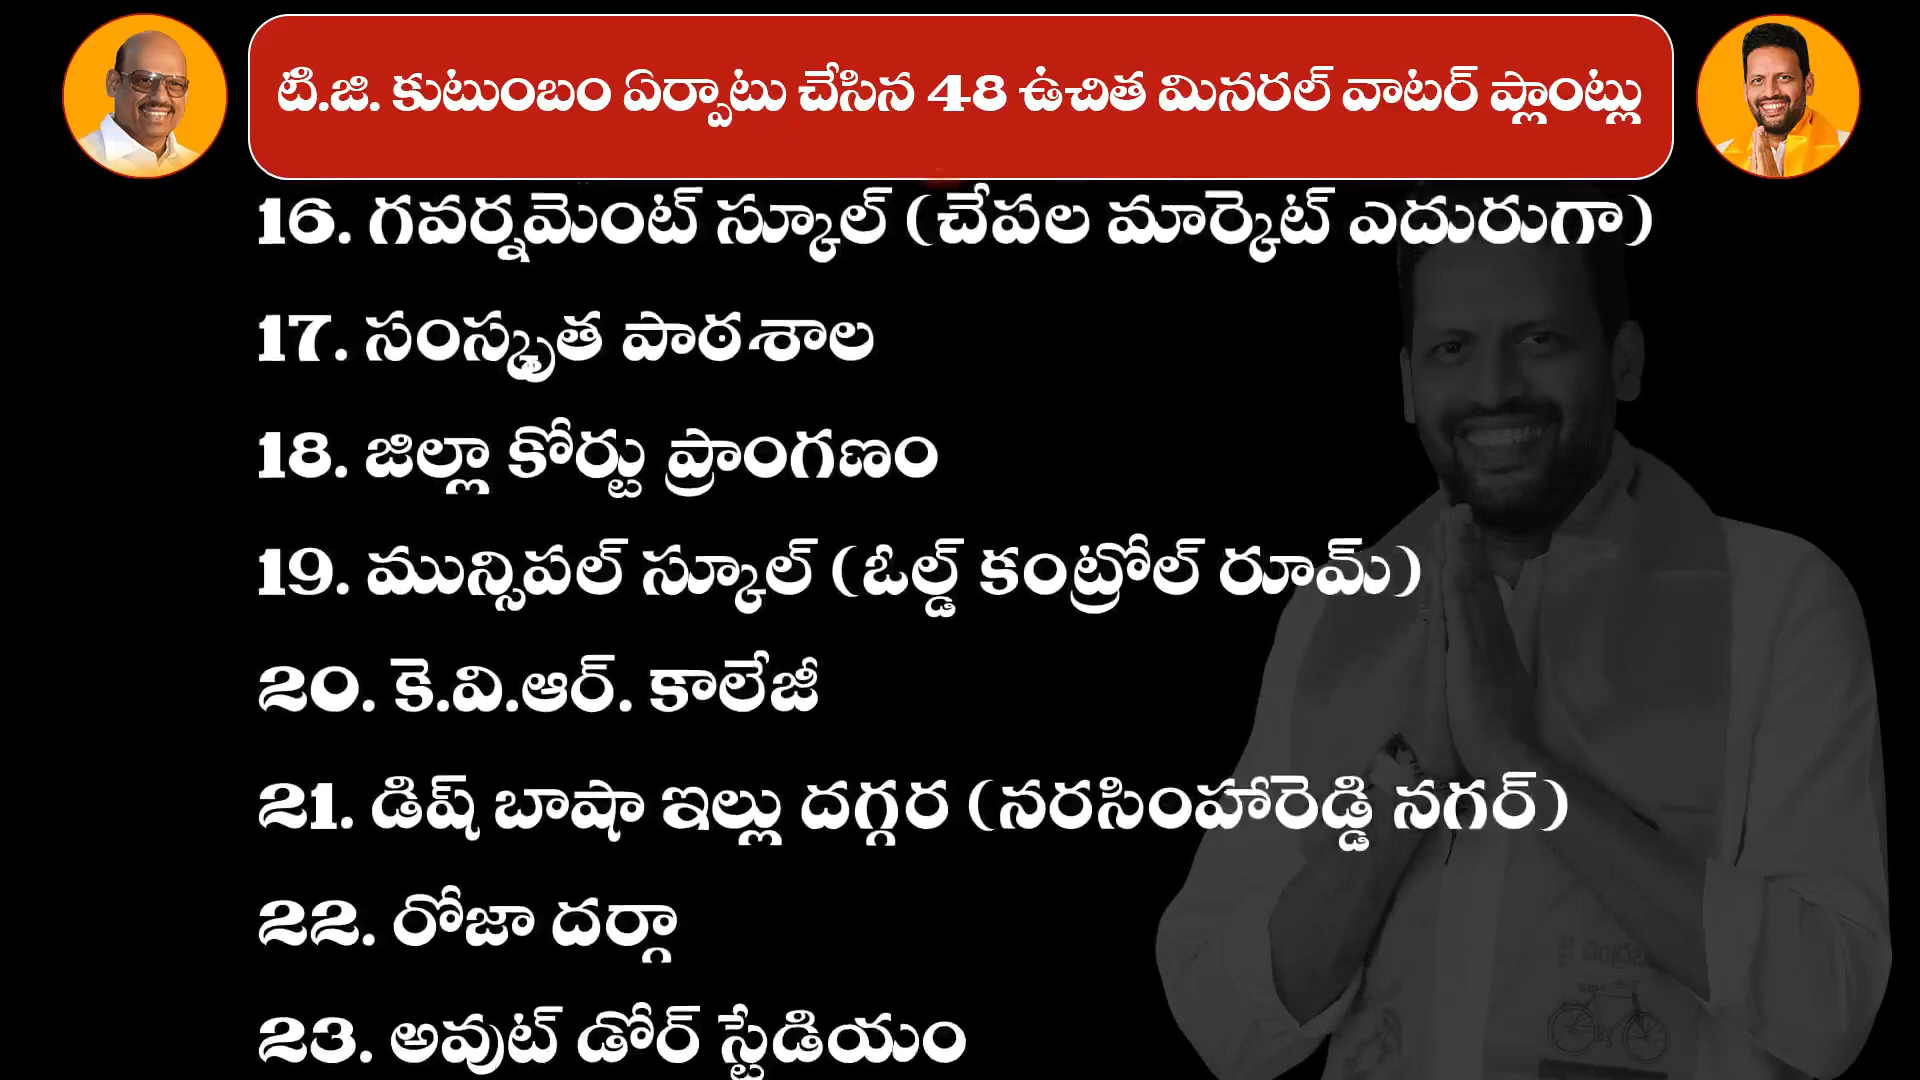 టి.జి. కుటుంబం ఏర్పాటు చేసిన 48 ఉచిత మినరల్ వాటర్ ప్లాంట్లు
16. గవర్నమెంట్ స్కూల్ (చేపల మార్కెట్ ఎదురుగా)
17. సంస్కృత పాఠశాల
18. జిల్లా కోర్టు ప్రాంగణం
19. మున్సిపల్ స్కూల్ (ఓల్డ్ కంట్రోల్ రూమ్)
20. కె.వి.ఆర్. కాలేజీ
21. డిష్ బాషా ఇల్లు దగ్గర (నరసింహారెడ్డి నగర్)
22. రోజా దర్గా
23. అవుట్ డోర్ స్టేడియం